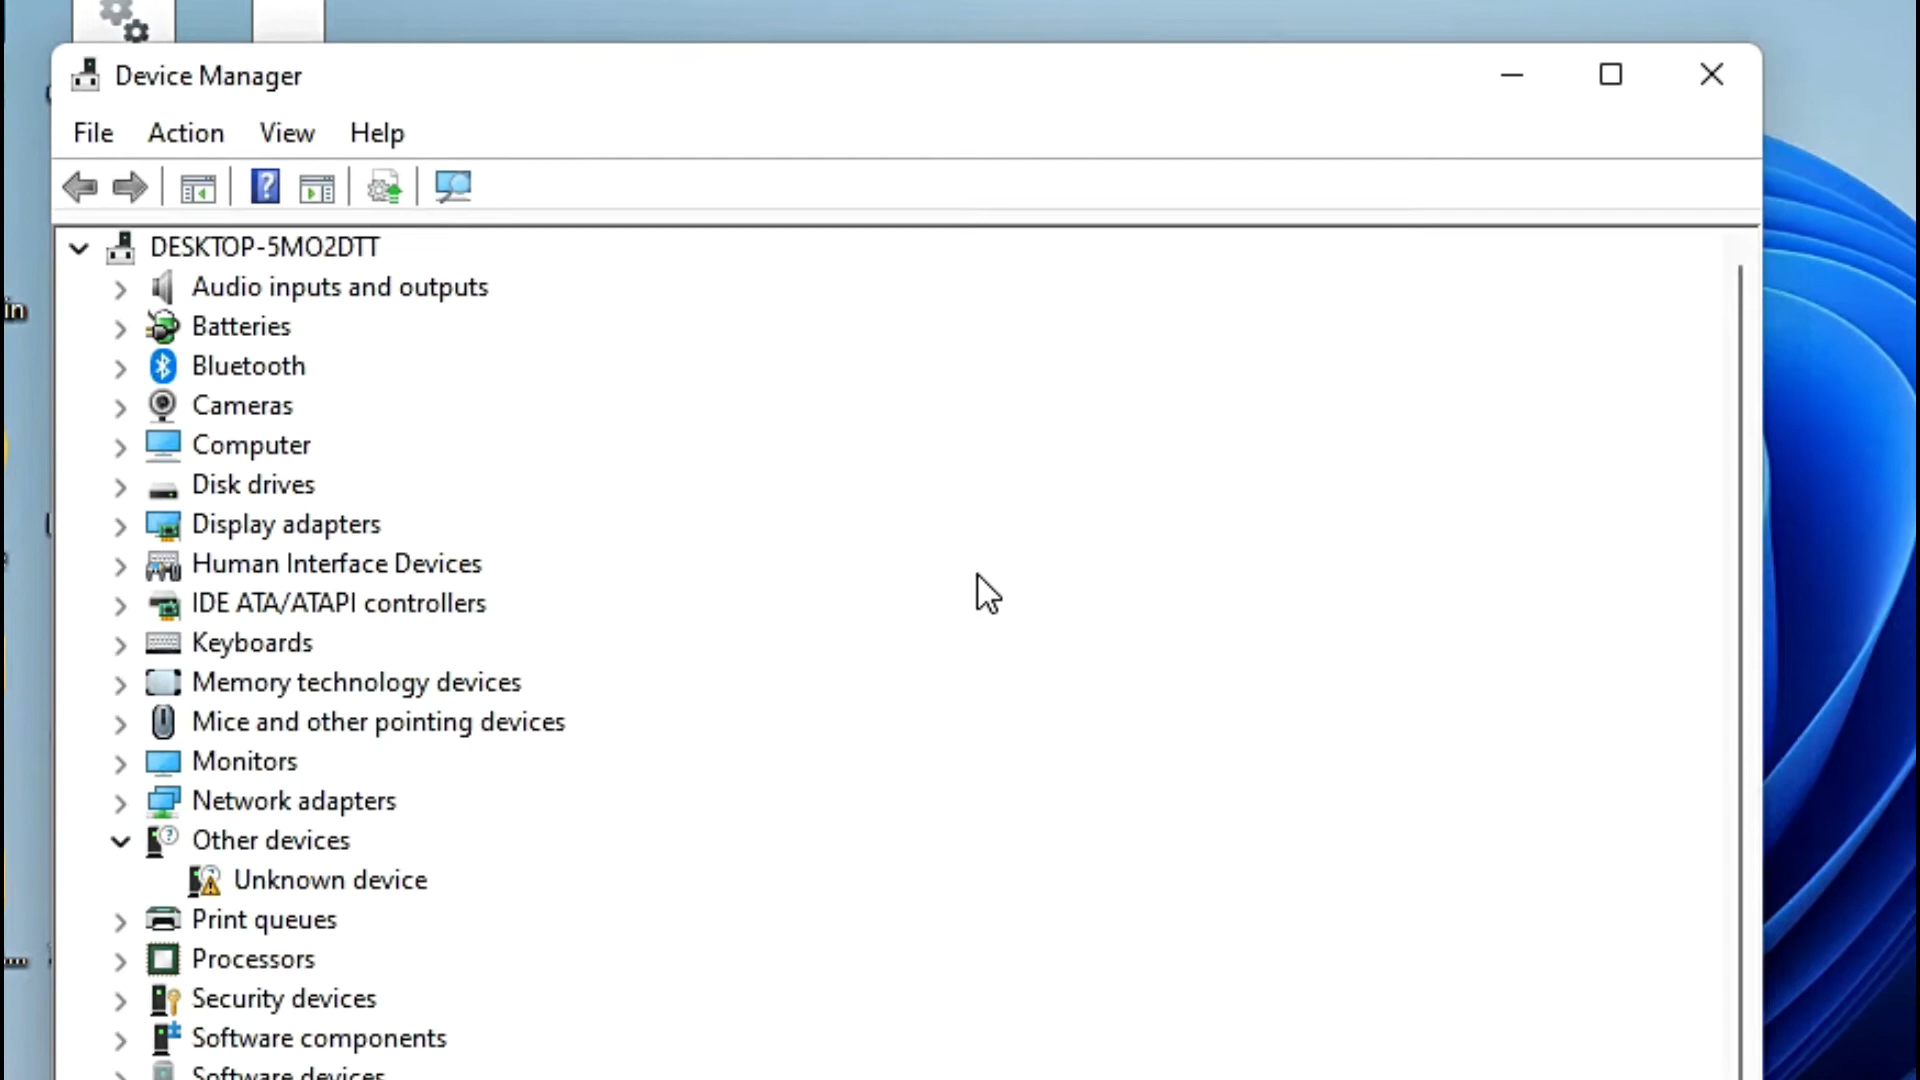 Device Manager
File Action View Help
DESKTOP-5MO2DTT
Audio inputs and outputs
Batteries
Bluetooth
Cameras
Computer
Disk drives
Display adapters
Human Interface Devices
IDE ATA/ATAPI controllers
Keyboards
Memory technology devices
Mice and other pointing devices
Monitors
Network adapters
Other devices
Unknown device
Print queues
Processors
Security devices
Software components
Software devices